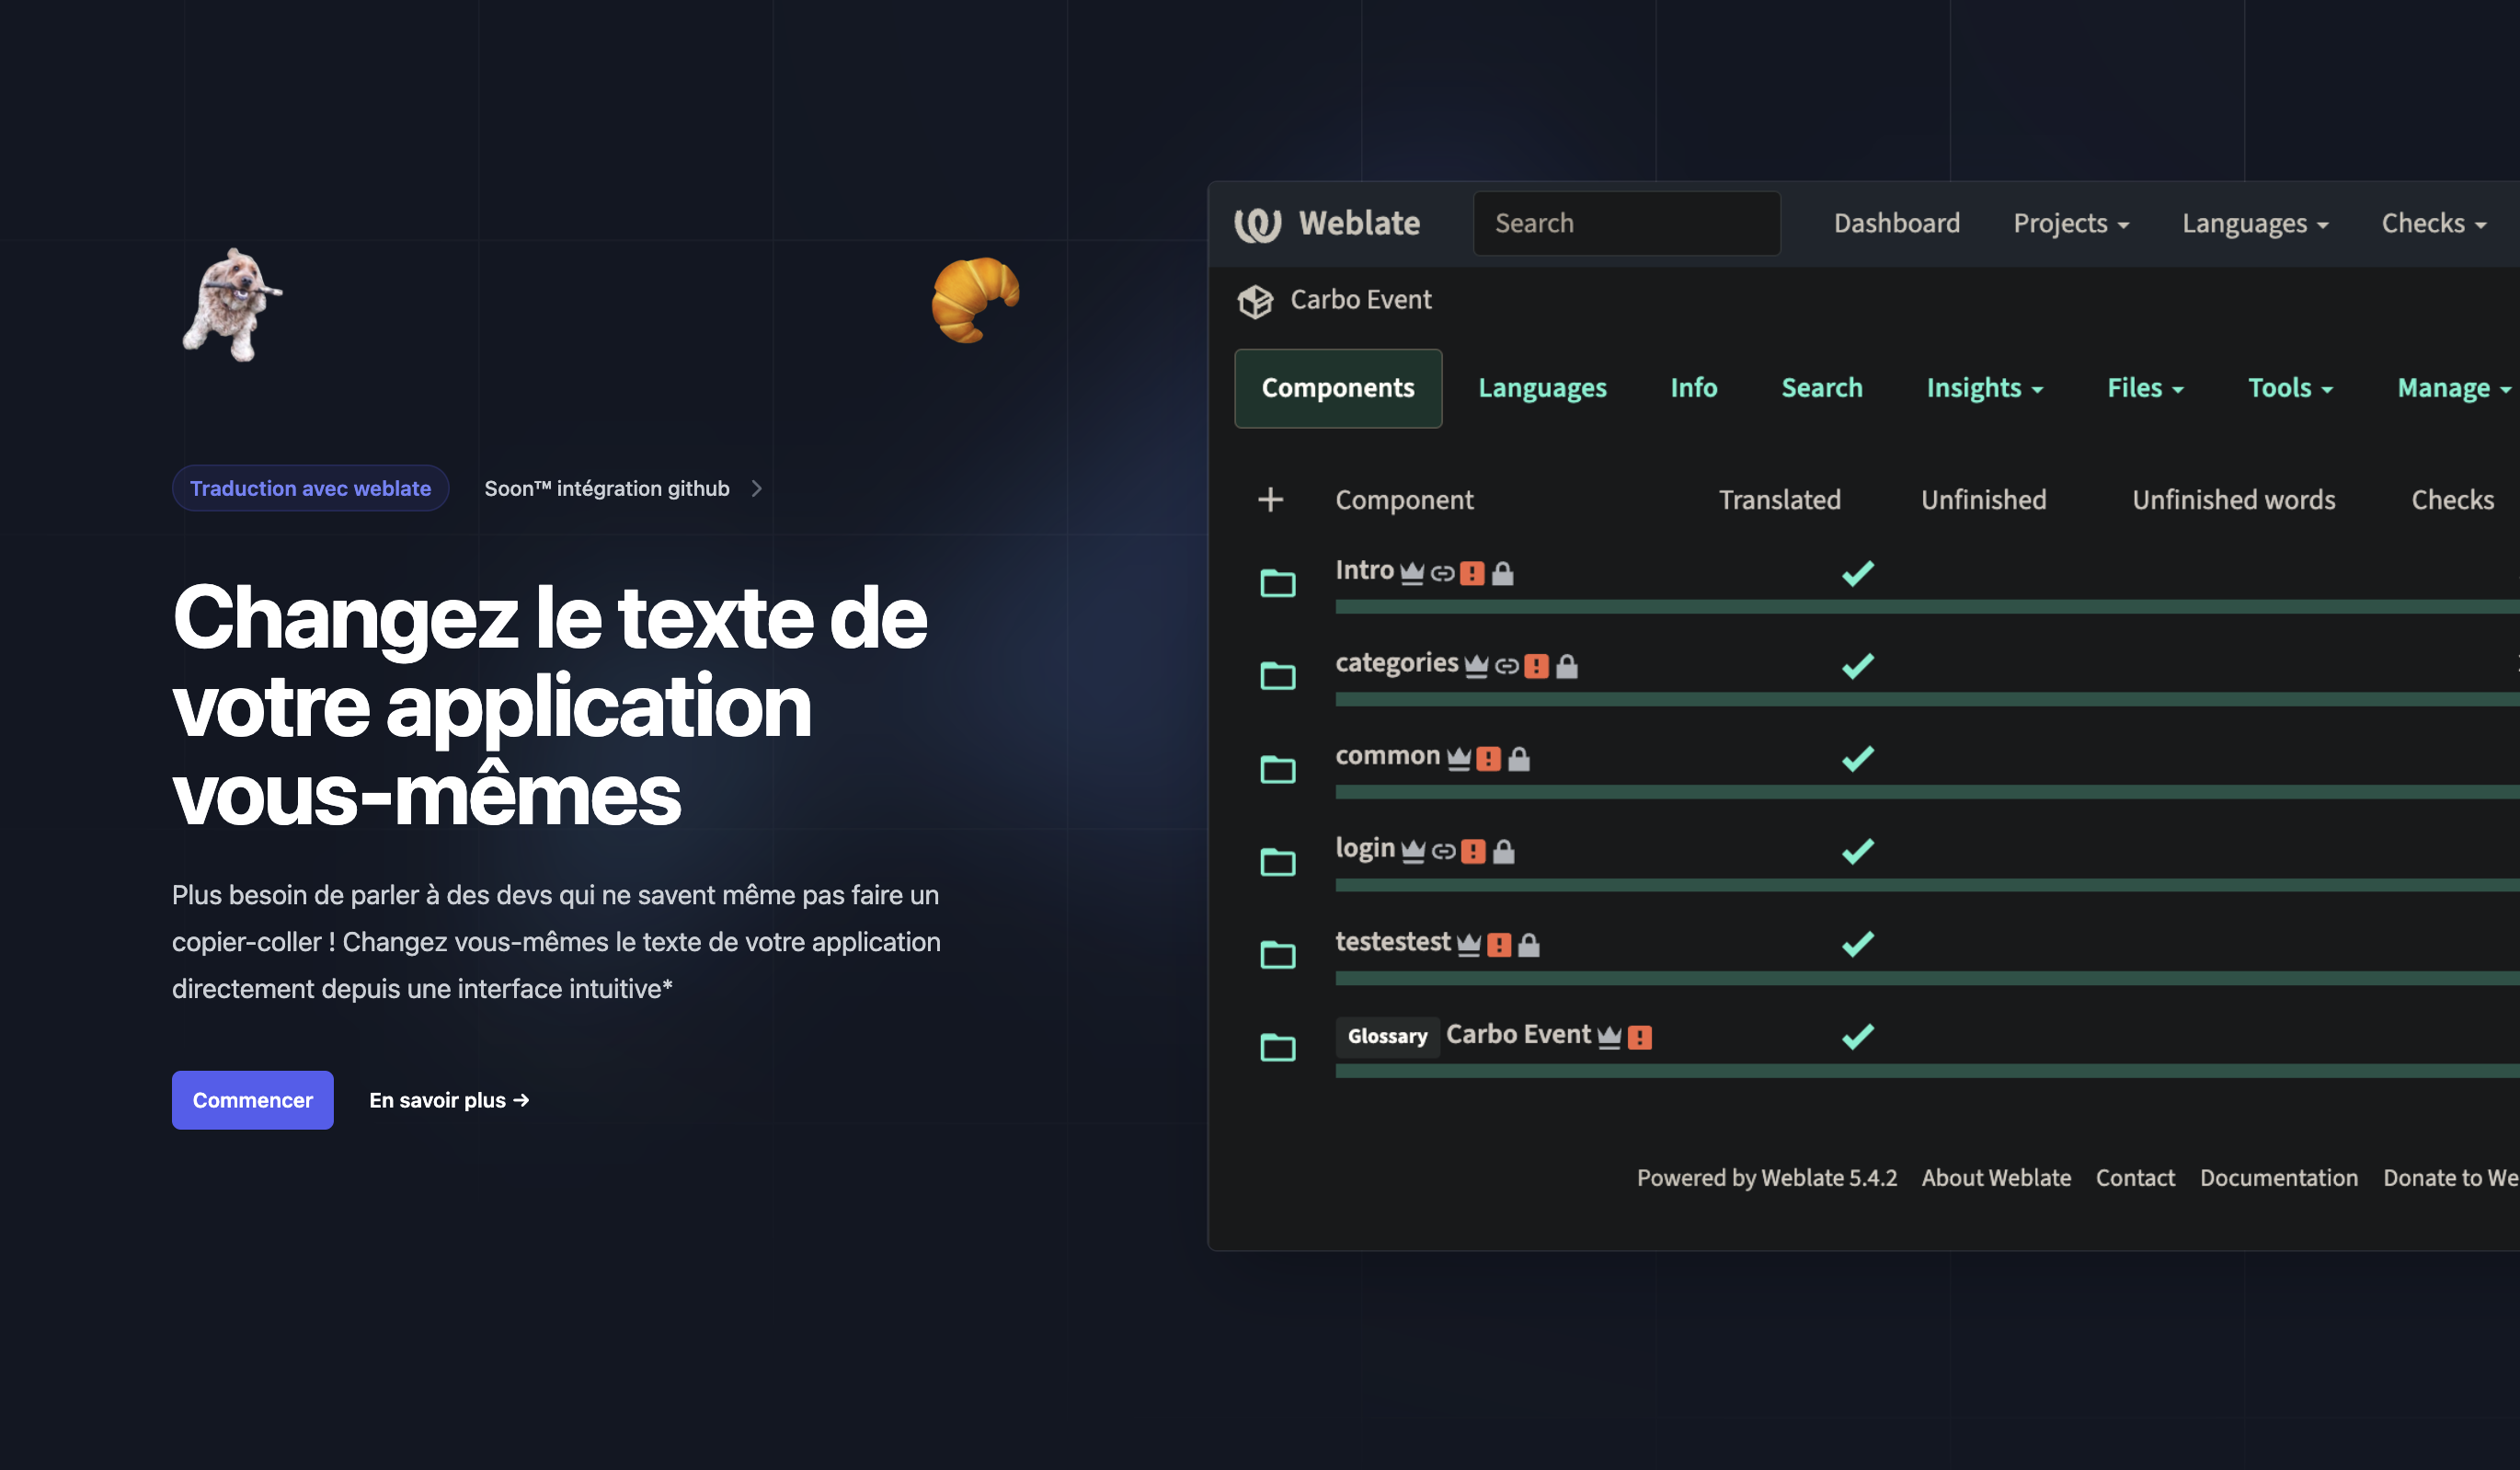 Traduction avec weblate
Soon™ intégration github
Changez le texte de
votre application
vous-mêmes
Plus besoin de parler à des devs qui ne savent même pas faire un
copier-coller ! Changez vous-mêmes le texte de votre application
directement depuis une interface intuitive*
Commencer
En savoir plus →
Weblate Search Dashboard Projects Languages Checks
Carbo Event
Components Languages Info Search Insights Files Tools Manage
+ Component Translated Unfinished Unfinished words Checks
Intro
categories
common
login
testestest
Glossary Carbo Event
Powered by Weblate 5.4.2 About Weblate Contact Documentation Donate to We